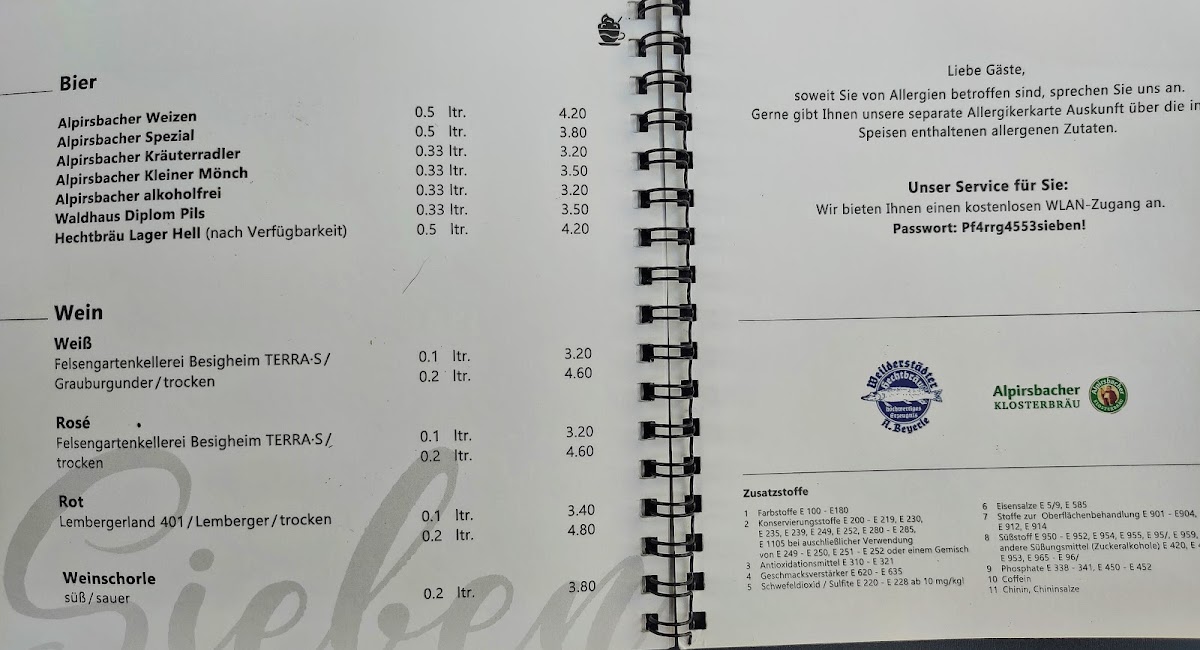 Bier
Alpirsbacher Weizen 0.5 ltr. 4.20
Alpirsbacher Spezial 0.5 ltr. 3.80
Alpirsbacher Kräuterradler 0.33 ltr. 3.20
Alpirsbacher Kleiner Mönch 0.33 ltr. 3.50
Alpirsbacher alkoholfrei 0.33 ltr. 3.20
Waldhaus Diplom Pils 0.33 ltr. 3.50
Hechtbräu Lager Hell (nach Verfügbarkeit) 0.5 ltr. 4.20
Wein
Weiß
Felsengartenkellerei Besigheim TERRA·S/ 0.1 ltr. 3.20
Grauburgunder/trocken 0.2 ltr. 4.60
Rosé
Felsengartenkellerei Besigheim TERRA·S/ 0.1 ltr. 3.20
trocken 0.2 ltr. 4.60
Rot
Lembergerland 401/Lemberger/trocken 0.1 ltr. 3.40
0.2 ltr. 4.80
Weinschorle
süß/sauer 0.2 ltr. 3.80
Sieben
Liebe Gäste,
soweit Sie von Allergien betroffen sind, sprechen Sie uns an.
Gerne gibt Ihnen unsere separate Allergikerkarte Auskunft über die in
Speisen enthaltenen allergenen Zutaten.
Unser Service für Sie:
Wir bieten Ihnen einen kostenlosen WLAN-Zugang an.
Passwort: Pf4rrg4553sieben!
Weilderstädter
Hechtbräu
hochwertiges
Erzeugnis
A. Beyerle
Alpirsbacher
KLOSTERBRÄU
Alpirsbacher
Zusatzstoffe
1 Farbstoffe E 100 - E180
2 Konservierungsstoffe E 200 - E 219, E 230,
E 235, E 239, E 249, E 252, E 280 - E 285,
E 1105 bei auschließlicher Verwendung
von E 249 - E 250, E 251 - E 252 oder einem Gemisch
3 Antioxidationsmittel E 310 - E 321
4 Geschmacksverstärker E 620 - E 635
5 Schwefeldioxid / Sulfite E 220 - E 228 ab 10 mg/kgl
6 Eisensalze E 5/9, E 585
7 Stoffe zur Oberflächenbehandlung E 901 - E904,
E 912, E 914
8 Süßstoff E 950 - E 952, E 954, E 955, E 95/, E 959,
andere Süßungsmittel (Zuckeralkohole) E 420, E
E 953, E 965 - E 96/
9 Phosphate E 338 - 341, E 450 - E 452
10 Coffein
11 Chinin, Chininsalze